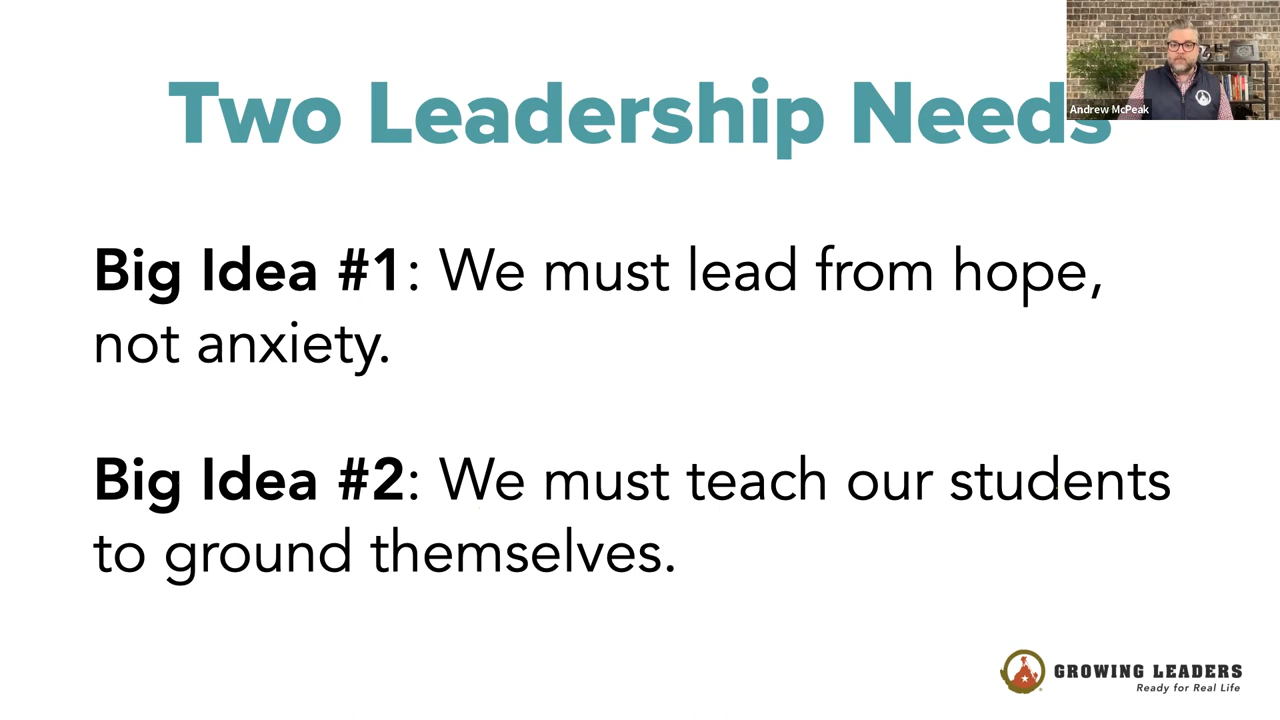 Two Leadership Needs
Andrew McPeak
Big Idea #1: We must lead from hope,
not anxiety.
Big Idea #2: We must teach our students
to ground themselves.
GROWING LEADERS
Ready for Real Life